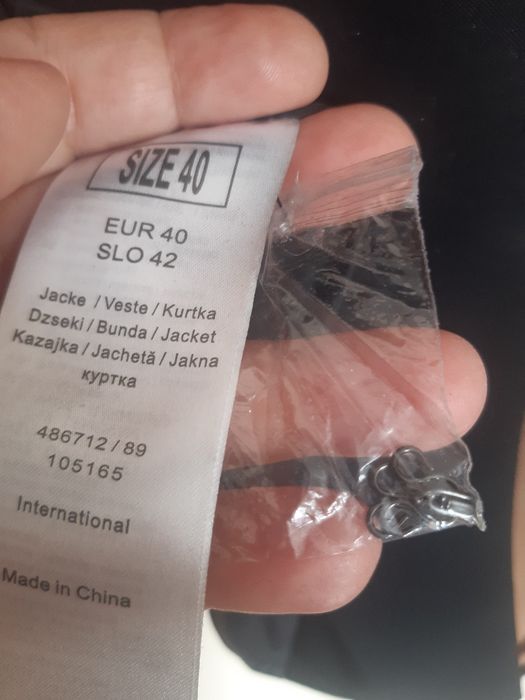 SIZE 40
EUR 40
SLO 42
Jacke / Veste / Kurtka
Dzseki / Bunda / Jacket
Kazajka / Jachetă / Jakna
куртка
486712 / 89
105165
International
Made in China